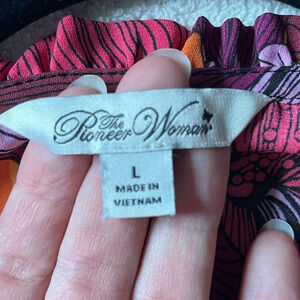 The
Pioneer Woman
L
MADE IN
VIETNAM